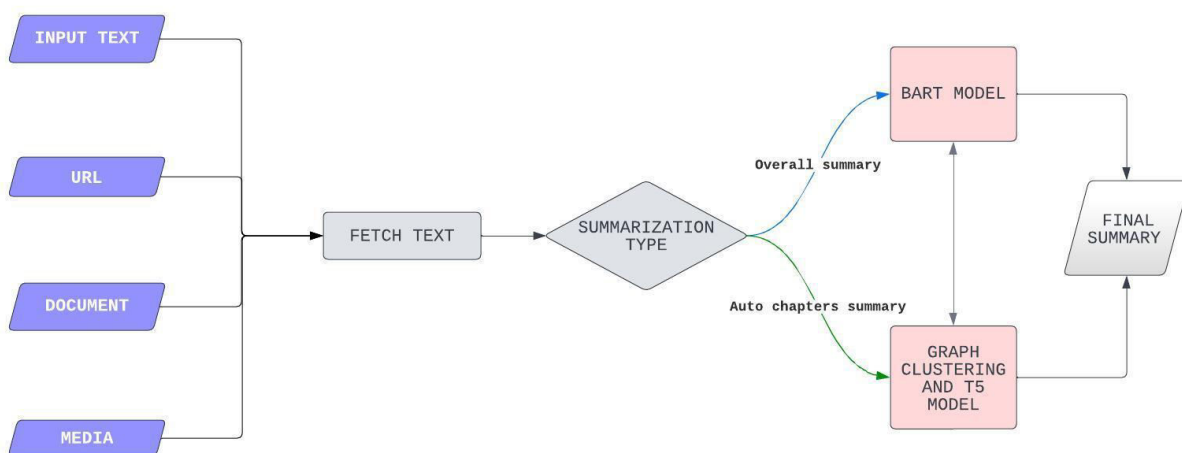 INPUT TEXT
URL
DOCUMENT
MEDIA
FETCH TEXT
SUMMARIZATION
TYPE
Overall summary
Auto chapters summary
BART MODEL
GRAPH
CLUSTERING
AND T5
MODEL
FINAL
SUMMARY